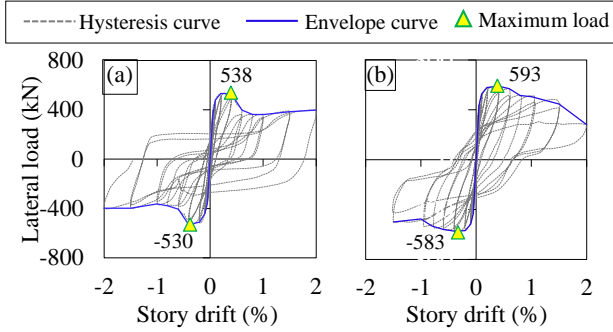 Hysteresis curve Envelope curve Maximum load
800
400
0
-400
-800
Lateral load (kN)
(a)
538
-530
-2 -1 0 1 2
Story drift (%)
(b)
593
-583
-2 -1 0 1 2
Story drift (%)